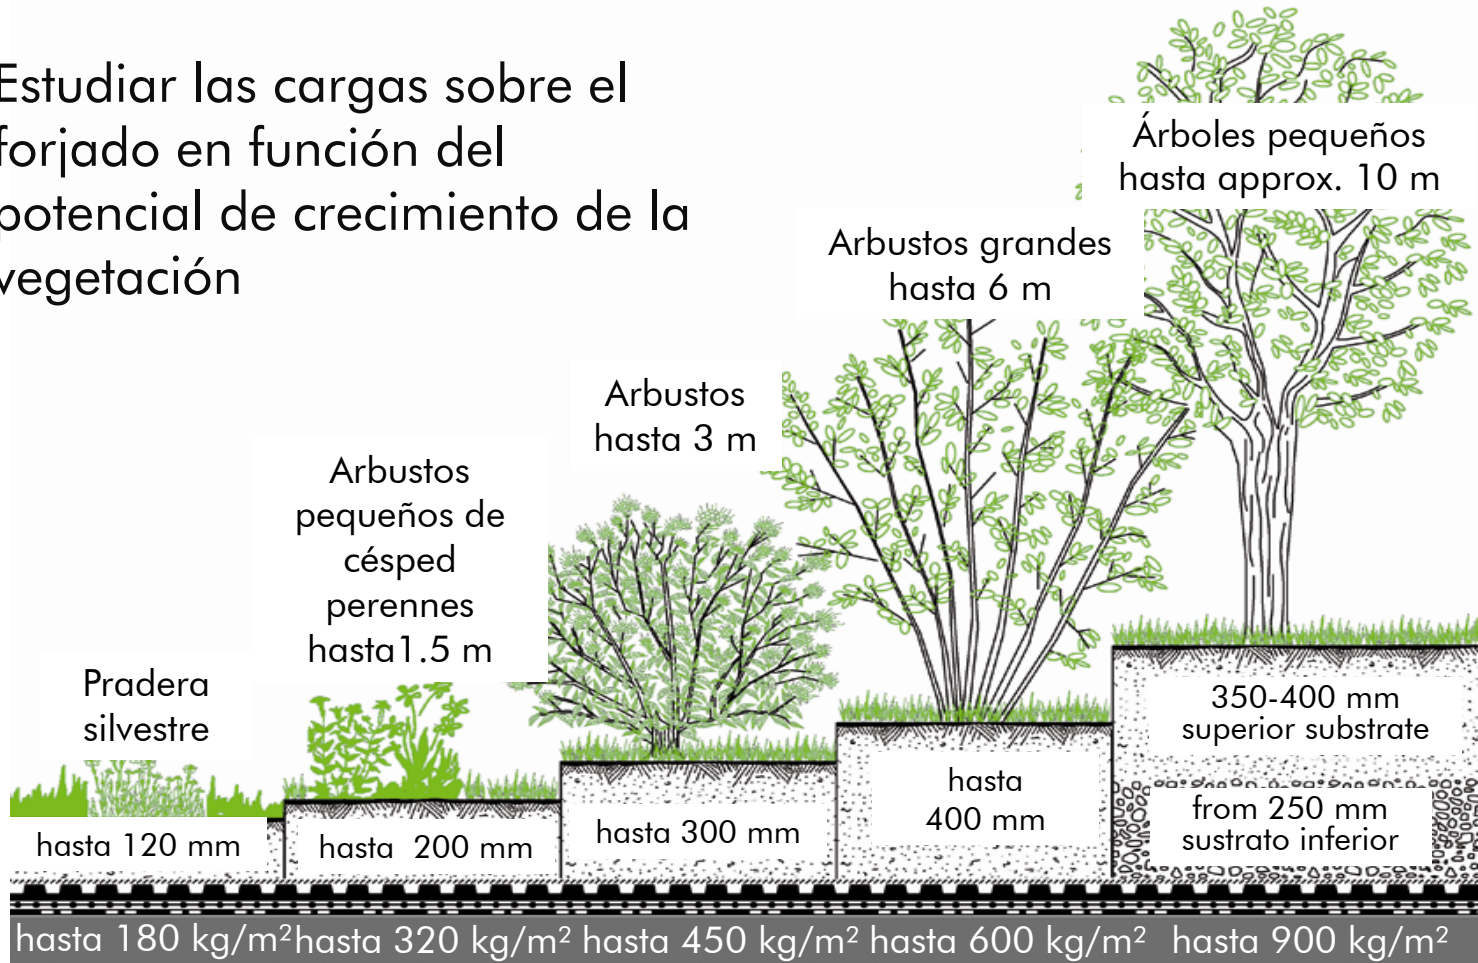 Estudiar las cargas sobre el
forjado en función del
potencial de crecimiento de la
vegetación
Árboles pequeños
hasta approx. 10 m
Arbustos grandes
hasta 6 m
Arbustos
hasta 3 m
Arbustos
pequeños de
césped
perennes
hasta1.5 m
Pradera
silvestre
hasta 120 mm
hasta 200 mm
hasta 300 mm
hasta
400 mm
350-400 mm
superior substrate
from 250 mm
sustrato inferior
hasta 180 kg/m² hasta 320 kg/m² hasta 450 kg/m² hasta 600 kg/m² hasta 900 kg/m²